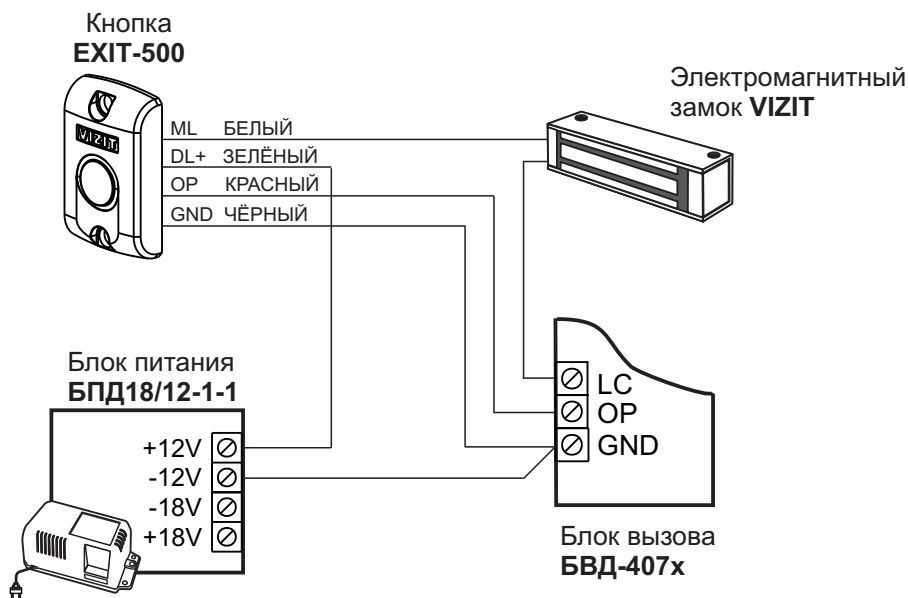 Кнопка
EXIT-500
Электромагнитный
замок VIZIT
VIZIT
ML БЕЛЫЙ
DL+ ЗЕЛЁНЫЙ
OP КРАСНЫЙ
GND ЧЁРНЫЙ
Блок питания
БПД18/12-1-1
+12V
-12V
-18V
+18V
LC
OP
GND
Блок вызова
БВД-407х